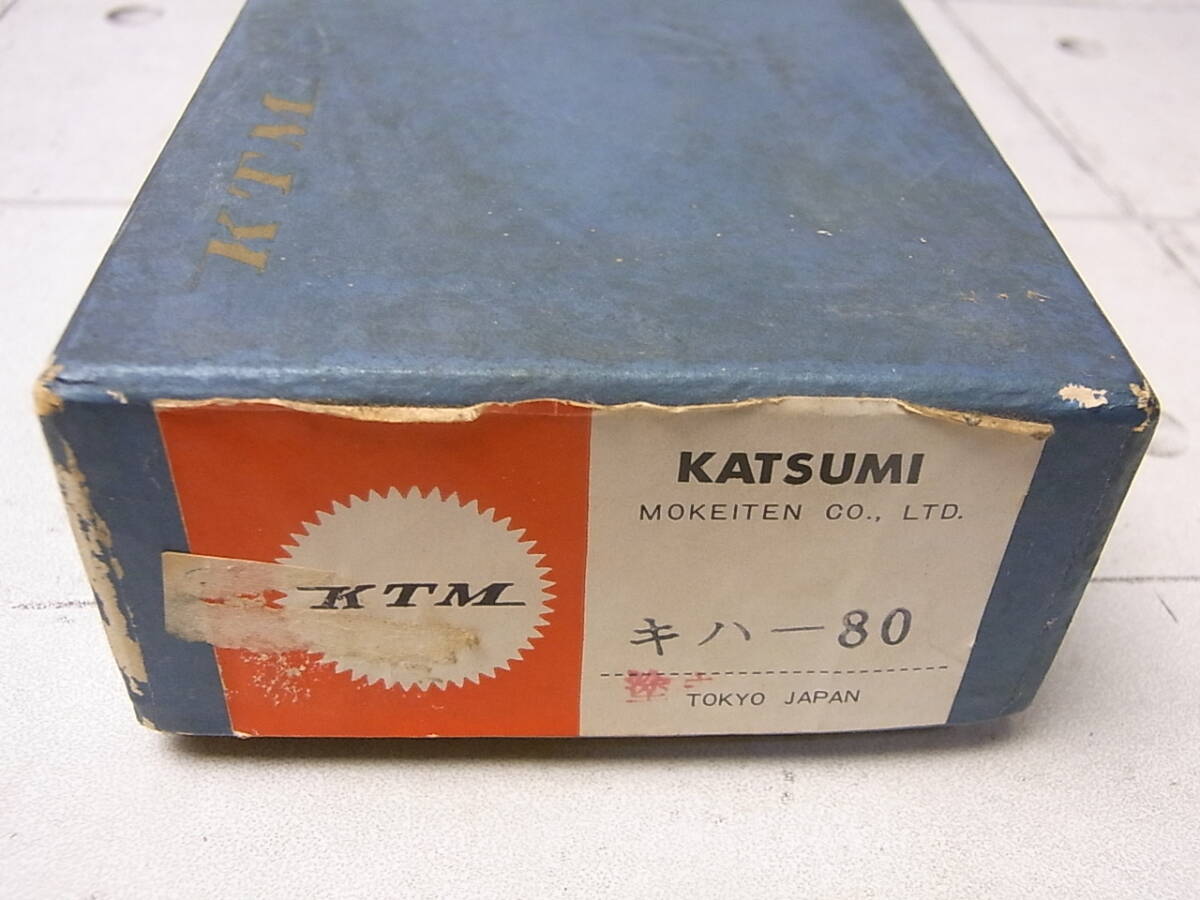 KTM
KTM
KATSUMI
MOKEITEN CO., LTD.
キハ—80
TOKYO JAPAN